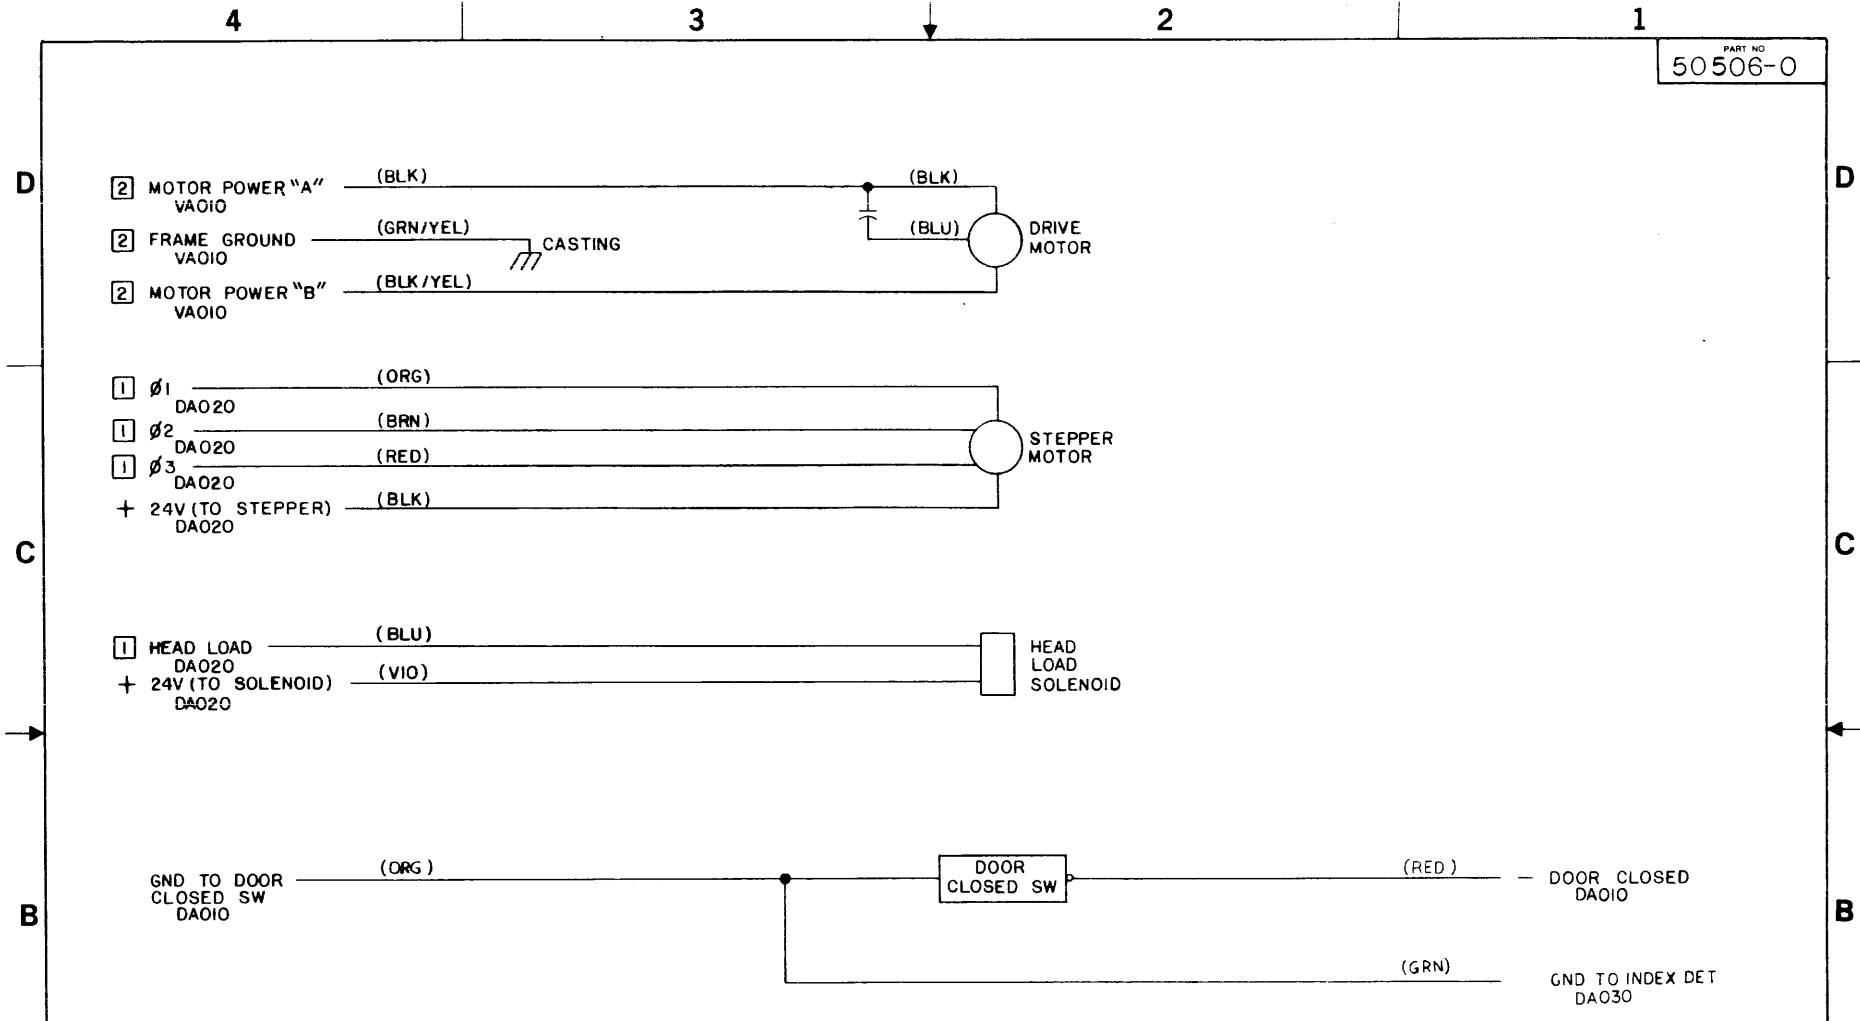 4 3 2 1
PART NO
50506-0
D D
2 MOTOR POWER "A" (BLK) (BLK)
VA010
2 FRAME GROUND (GRN/YEL) CASTING (BLU) DRIVE
MOTOR
VA010
2 MOTOR POWER "B" (BLK/YEL)
VA010
1 Ø1 (ORG)
DA020
1 Ø2 (BRN)
DA020
STEPPER
MOTOR
1 Ø3 (RED)
DA020
+ 24V (TO STEPPER) (BLK)
DA020
C C
1 HEAD LOAD (BLU)
DA020
+ 24V (TO SOLENOID) (VIO)
DA020
HEAD
LOAD
SOLENOID
GND TO DOOR (ORG)
CLOSED SW
DA010
DOOR
CLOSED SW
(RED) — DOOR CLOSED
DA010
B B
(GRN) GND TO INDEX DET
DA030